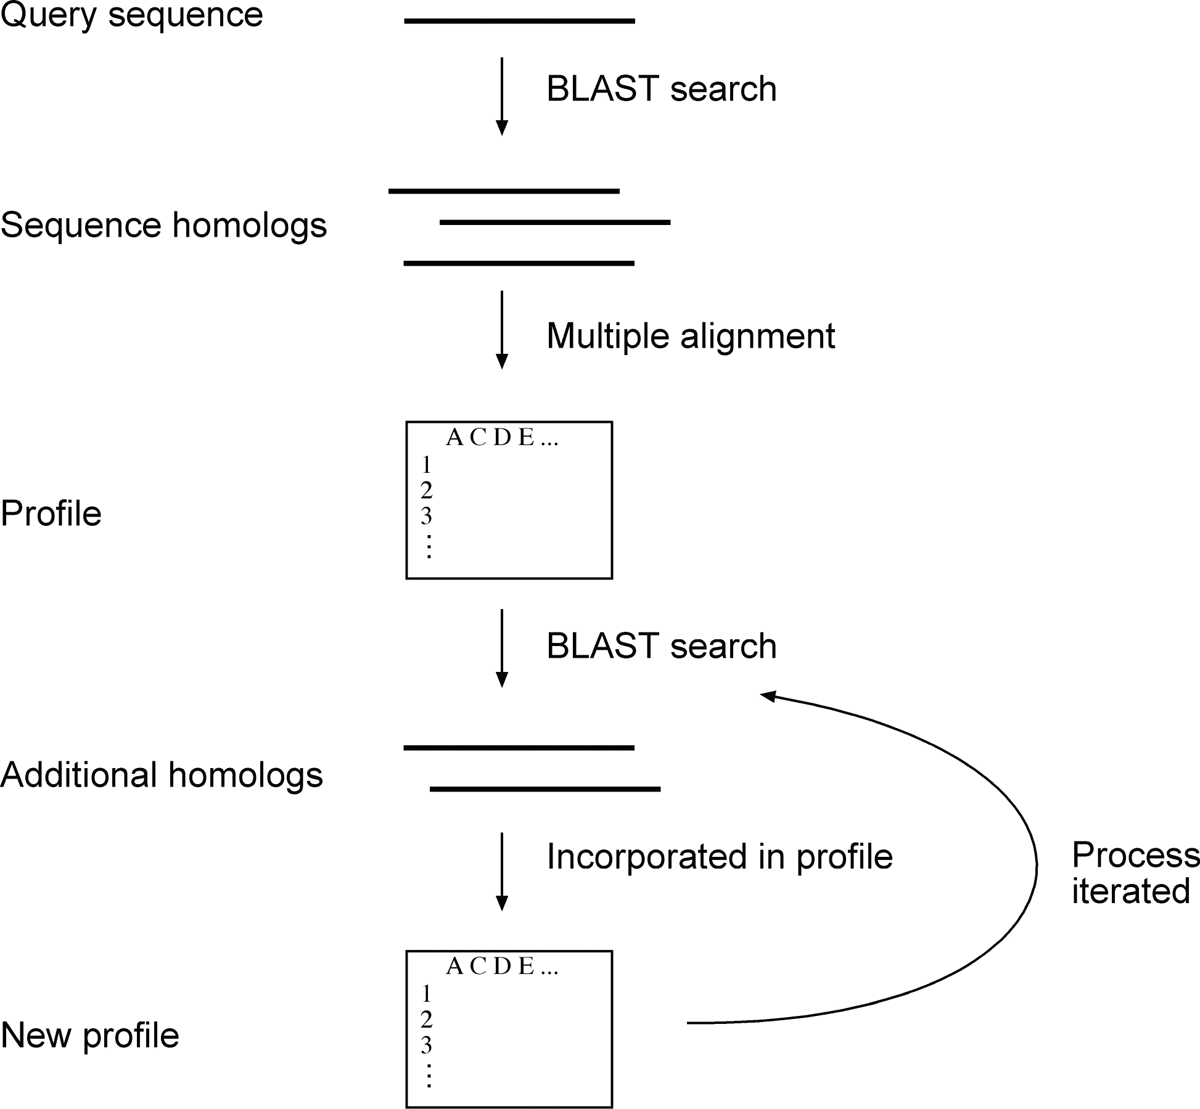 Query sequence
BLAST search
Sequence homologs
Multiple alignment
A C D E ...
1
2
3
⋮
Profile
BLAST search
Additional homologs
Incorporated in profile
Process
iterated
A C D E ...
1
2
3
⋮
New profile